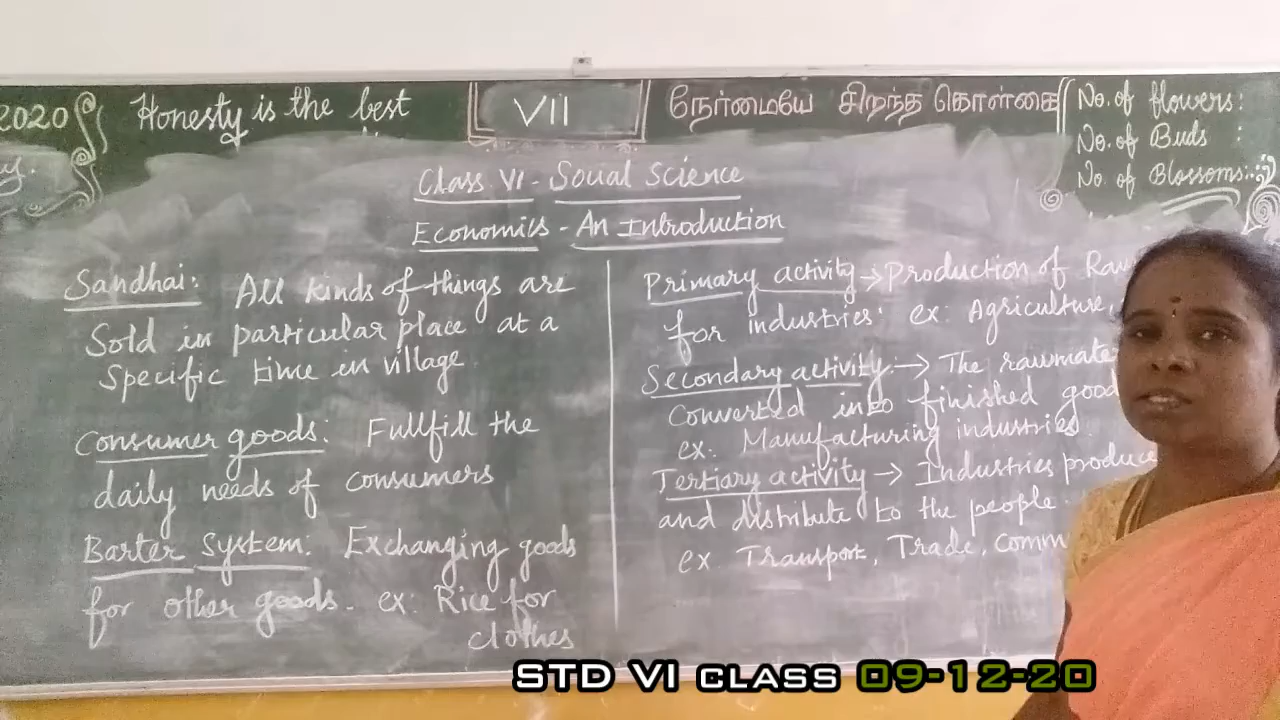 2020
Honesty is the best
VII
நேர்மையே சிறந்த கொள்கை
No. of flowers:
No. of Buds :
No. of Blossoms:
Class VI - Social Science
Economics - An Introduction
Sandhai: All kinds of things are
Sold in particular place at a
Specific time in village
Consumer goods: Fullfill the
daily needs of consumers
Barter System: Exchanging goods
for other goods. ex: Rice for
clothes
Primary activity → Production of Raw
for industries. ex: Agriculture,
Secondary activity. → The rawmate
Converted into finished good
ex: Manufacturing industries.
Tertiary activity → Industries produce
and distribute to the people.
ex. Transport, Trade, Comm
STD VI CLASS 09-12-20